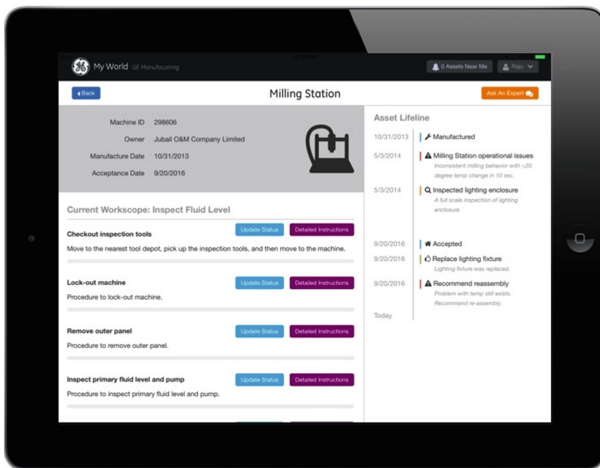 My World GE Manufacutring
0 Assets Near Me
Raju
Back
Milling Station
Ask An Expert
Machine ID 298606
Owner Jubali O&M Company Limited
Manufacture Date 10/31/2013
Acceptance Date 9/20/2016
Current Workscope: Inspect Fluid Level
Checkout inspection tools
Update Status
Detailed Instructions
Move to the nearest tool depot, pick up the inspection tools, and then move to the machine.
Lock-out machine
Update Status
Detailed Instructions
Procedure to lock-out machine.
Remove outer panel
Update Status
Detailed Instructions
Procedure to remove outer panel.
Inspect primary fluid level and pump
Update Status
Detailed Instructions
Procedure to inspect primary fluid level and pump.
Asset Lifeline
10/31/2013 Manufactured
5/3/2014 Milling Station operational issues
Inconsistent milling behavior with <20
degree temp change in 10 sec.
5/3/2014 Inspected lighting enclosure
A full scale inspection of lighting
enclosure
9/20/2016 Accepted
9/20/2016 Replace lighting fixture
Lighting fixture was replaced.
9/20/2016 Recommend reassembly
Problem with temp still exists.
Recommend re-assembly.
Today